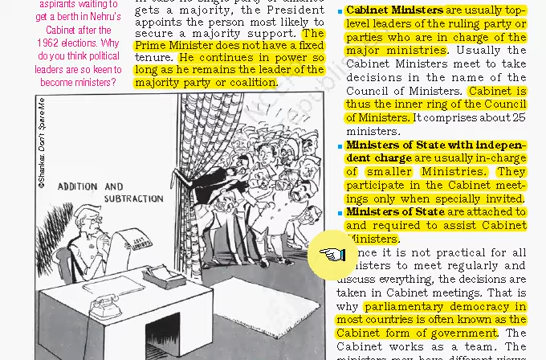 aspirants waiting to
get a berth in Nehru's
Cabinet after the
1962 elections. Why
do you think political
leaders are so keen to
become ministers?
gets a majority, the President
appoints the person most likely to
secure a majority support. The
Prime Minister does not have a fixed
tenure. He continues in power so
long as he remains the leader of the
majority party or coalition.
©Shankar. Don't Spare Me
ADDITION AND
SUBTRACTION
Cabinet Ministers are usually top-
level leaders of the ruling party or
parties who are in charge of the
major ministries. Usually the
Cabinet Ministers meet to take
decisions in the name of the
Council of Ministers. Cabinet is
thus the inner ring of the Council
of Ministers. It comprises about 25
ministers.
Ministers of State with indepen-
dent charge are usually in-charge
of smaller Ministries. They
participate in the Cabinet meet-
ings only when specially invited.
Ministers of State are attached to
and required to assist Cabinet
Ministers.
since it is not practical for all
ministers to meet regularly and
discuss everything, the decisions are
taken in Cabinet meetings. That is
why parliamentary democracy in
most countries is often known as the
Cabinet form of government. The
Cabinet works as a team. The
ministers may have different views